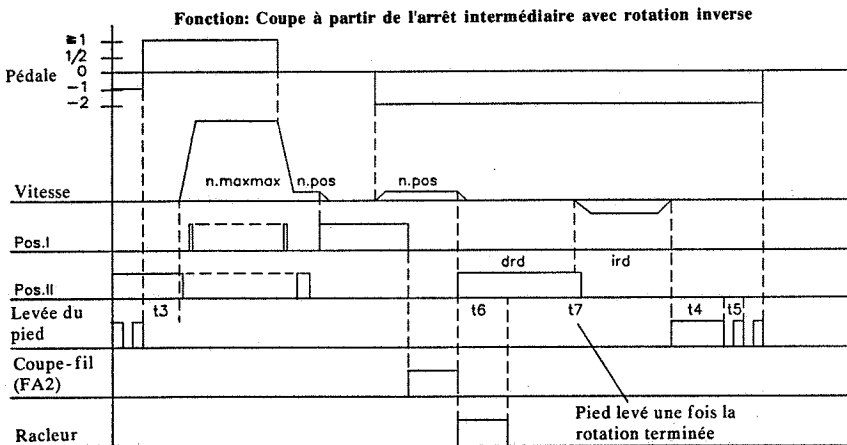 Fonction: Coupe à partir de l'arrêt intermédiaire avec rotation inverse
≧1
1/2
0
Pédale
-1
-2
n.maxmax
n.pos
n.pos
Vitesse
Pos.I
drd
ird
Pos.II
t3
t6
t7
t4
t5
Levée du
pied
Coupe-fil
(FA2)
Pied levé une fois la
rotation terminée
Racleur